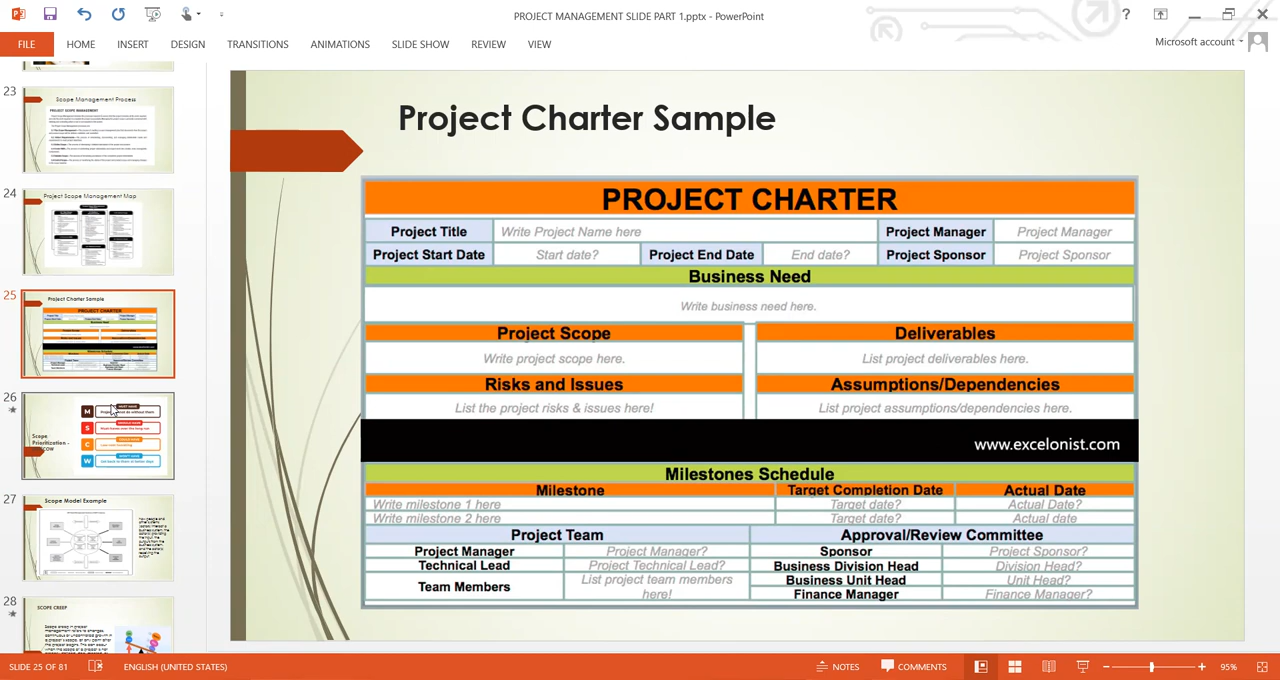 PROJECT MANAGEMENT SLIDE PART 1.pptx - PowerPoint
?
FILE
HOME
INSERT
DESIGN
TRANSITIONS
ANIMATIONS
SLIDE SHOW
REVIEW
VIEW
Microsoft account
23
Scope Management Process
PROJECT SCOPE MANAGEMENT
24
Project Scope Management Map
25
Project Charter Sample
PROJECT CHARTER
26
M
S
C
W
Scope
Prioritization -
27
Scope Model Example
28
SCOPE CREEP
Project Charter Sample
PROJECT CHARTER
Project Title
Write Project Name here
Project Manager
Project Manager
Project Start Date
Start date?
Project End Date
End date?
Project Sponsor
Project Sponsor
Business Need
Write business need here.
Project Scope
Deliverables
Write project scope here.
List project deliverables here.
Risks and Issues
Assumptions/Dependencies
List the project risks & issues here!
List project assumptions/dependencies here.
www.excelonist.com
Milestones Schedule
Milestone
Target Completion Date
Actual Date
Write milestone 1 here
Target date?
Actual Date?
Write milestone 2 here
Target date?
Actual date
Project Team
Approval/Review Committee
Project Manager
Project Manager?
Sponsor
Project Sponsor?
Technical Lead
Project Technical Lead?
Business Division Head
Division Head?
Team Members
List project team members
here!
Business Unit Head
Unit Head?
Finance Manager
Finance Manager?
SLIDE 25 OF 81
ENGLISH (UNITED STATES)
NOTES
COMMENTS
95%